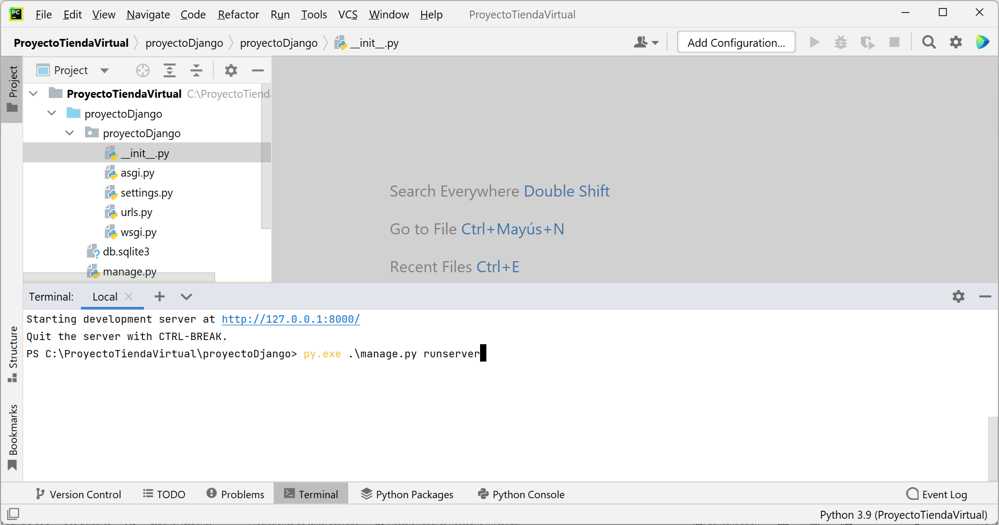 PC
File Edit View Navigate Code Refactor Run Tools VCS Window Help ProyectoTiendaVirtual
ProyectoTiendaVirtual proyectoDjango proyectoDjango __init__.py
Add Configuration...
Project
Project
ProyectoTiendaVirtual C:\ProyectoTienda
proyectoDjango
proyectoDjango
__init__.py
asgi.py
settings.py
urls.py
wsgi.py
db.sqlite3
manage.py
Search Everywhere Double Shift
Go to File Ctrl+Mayús+N
Recent Files Ctrl+E
Terminal: Local
Starting development server at http://127.0.0.1:8000/
Quit the server with CTRL-BREAK.
PS C:\ProyectoTiendaVirtual\proyectoDjango> py.exe .\manage.py runserver
Structure
Bookmarks
Version Control TODO Problems Terminal Python Packages Python Console Event Log
Python 3.9 (ProyectoTiendaVirtual)